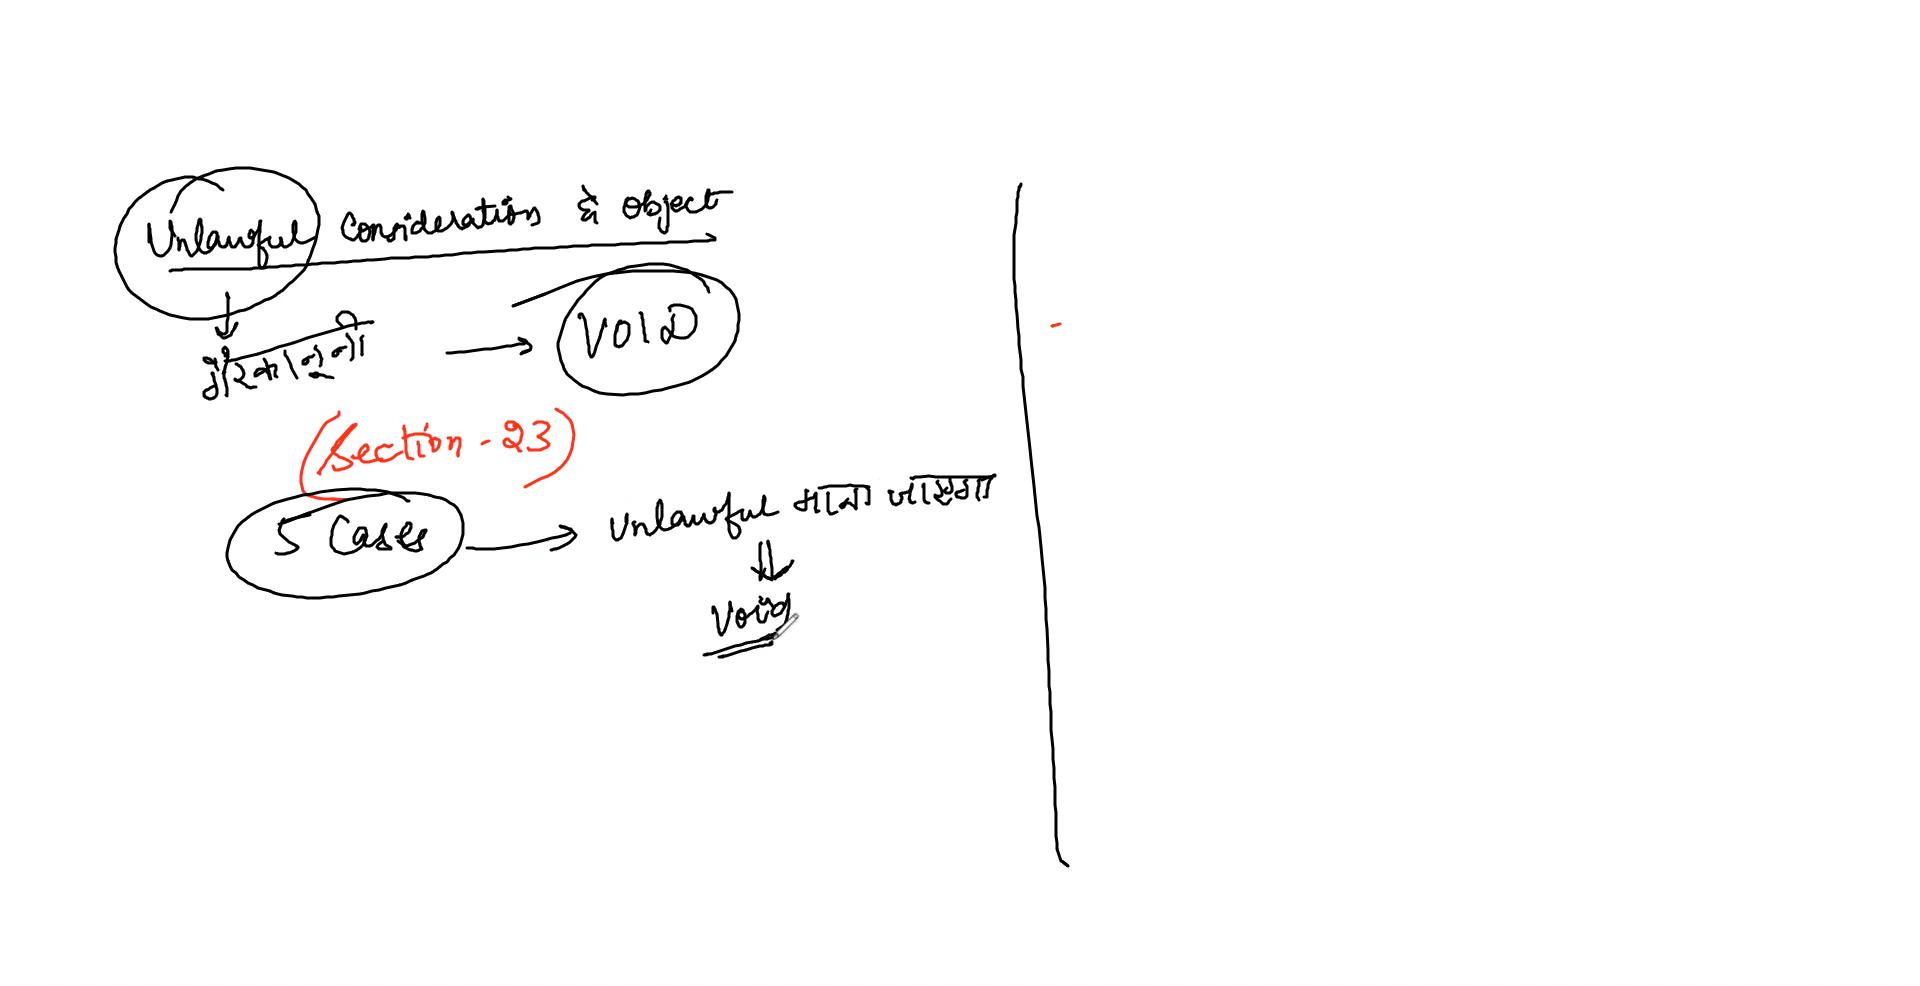 Unlawful Consideration & Object
गैरकानूनी → VOID
(Section - 23)
5 Cases → Unlawful माना जाएगा
Void